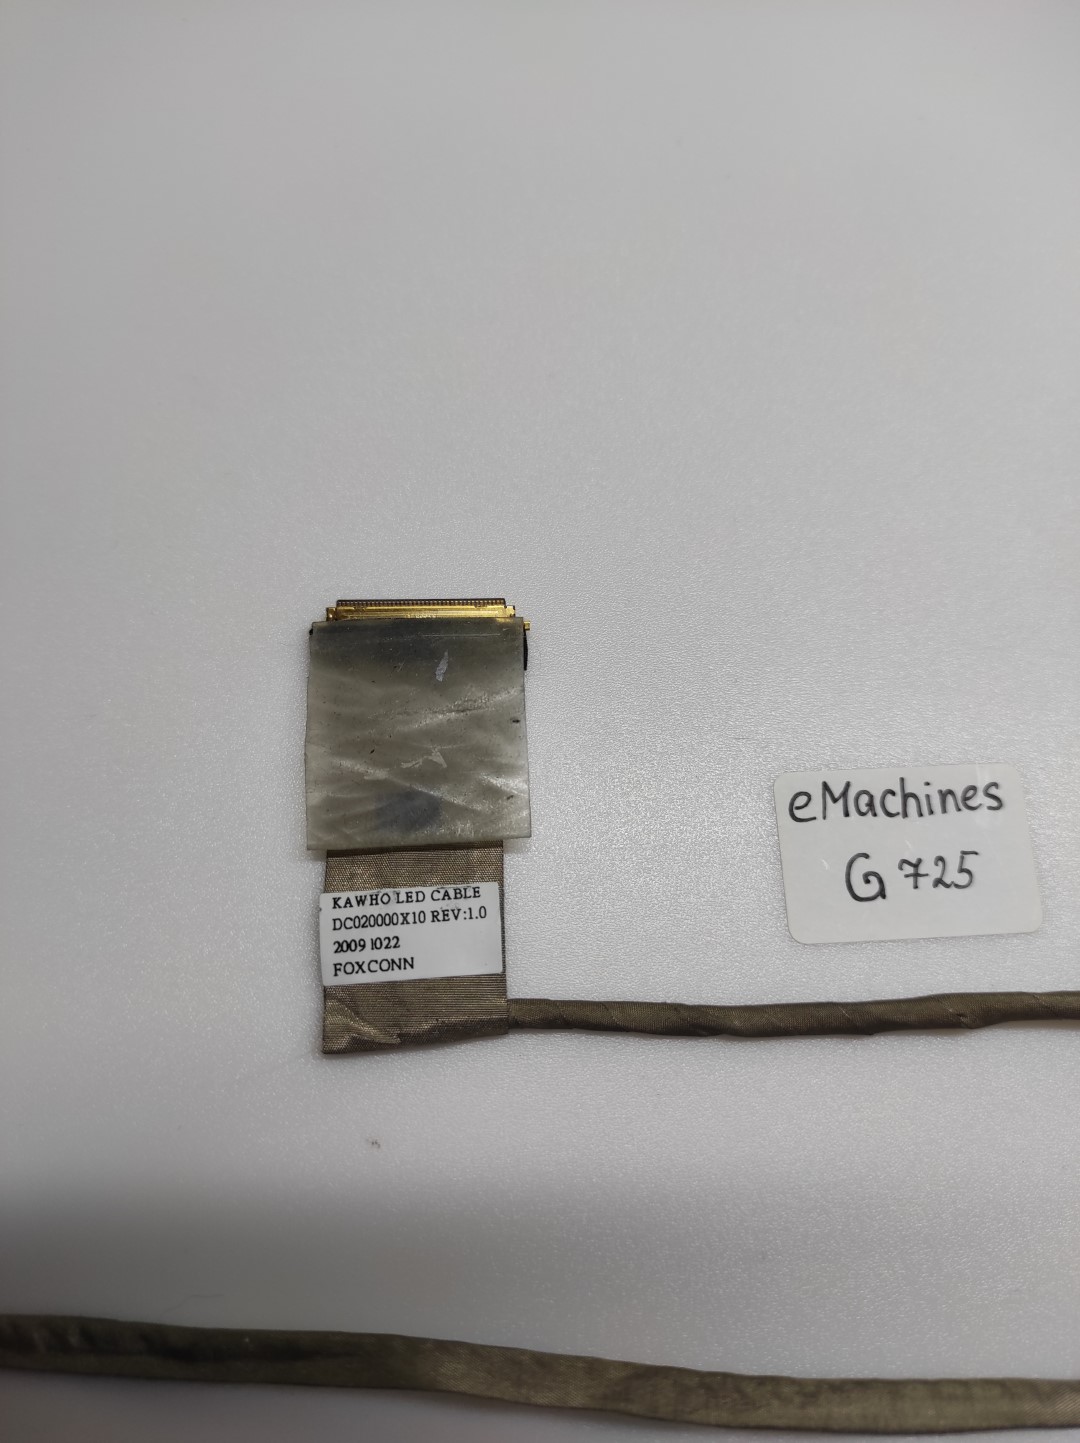 eMachines
G725
KAWHO LED CABLE
DC020000X10 REV:1.0
2009 1022
FOXCONN